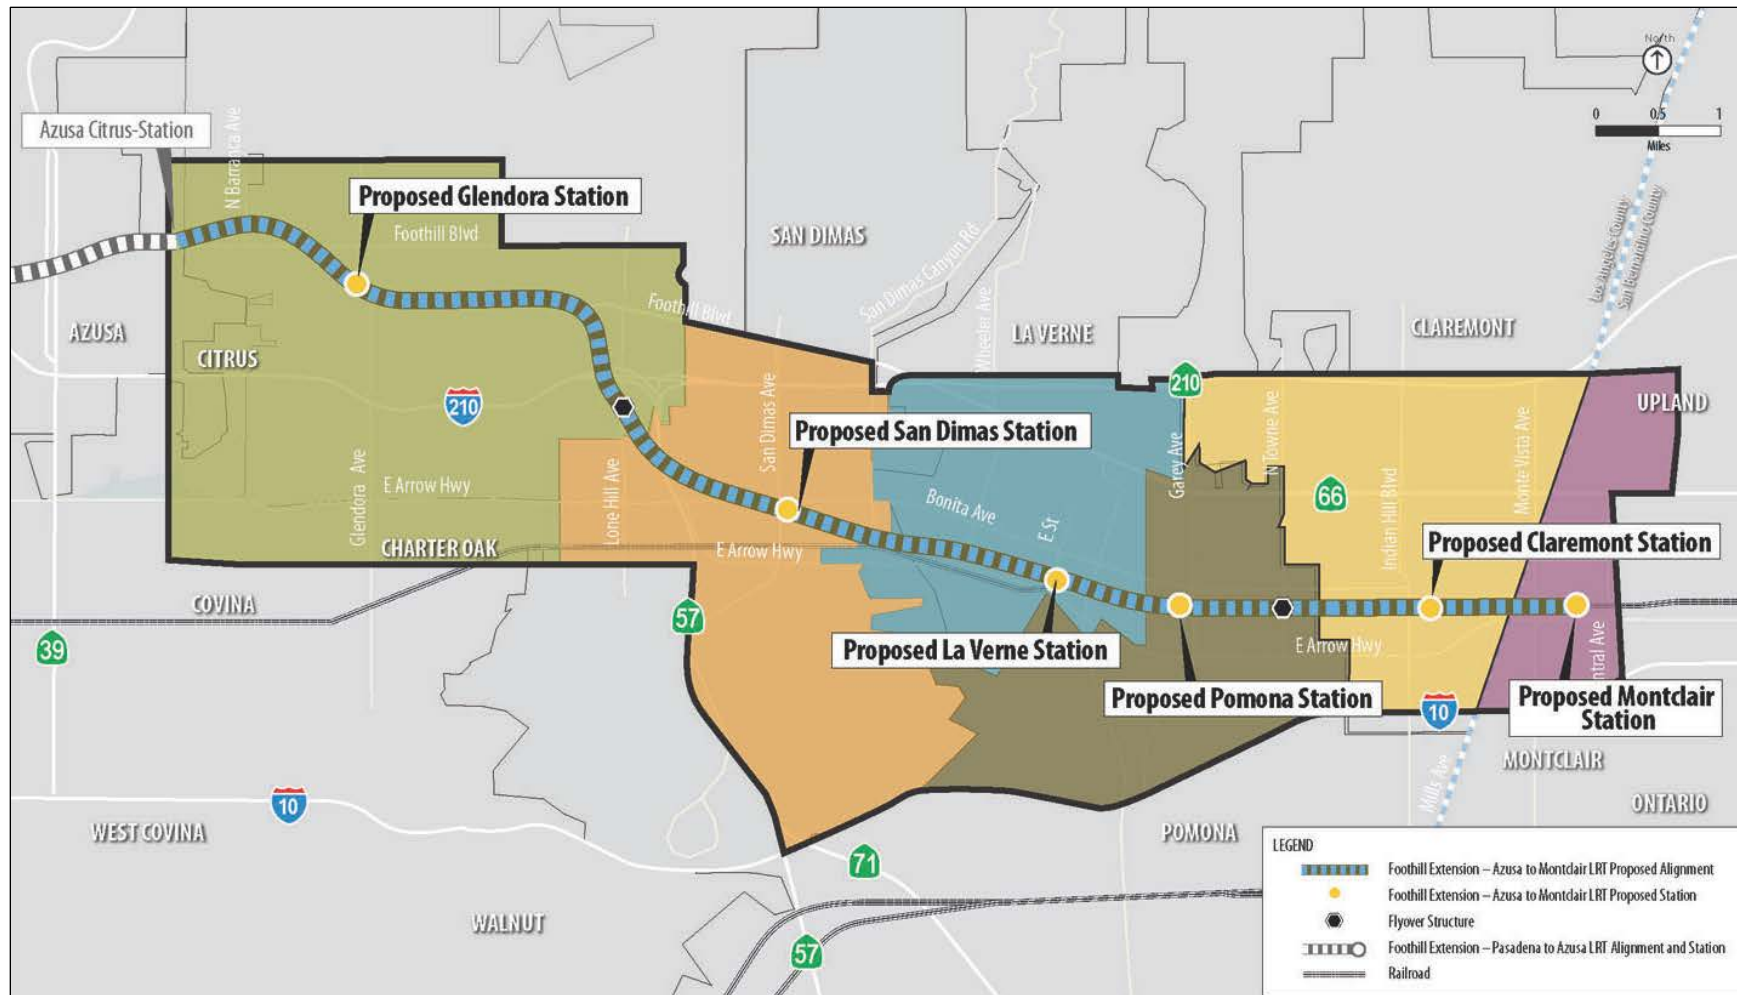 North
0 0.5 1
Miles
Azusa Citrus-Station
N Barranca Ave
Proposed Glendora Station
Foothill Blvd
SAN DIMAS
San Dimas Canyon Rd
Los Angeles County
San Bernardino County
AZUSA
CITRUS
Foothill Blvd
Wheeler Ave
LA VERNE
CLAREMONT
210
210
UPLAND
San Dimas Ave
Proposed San Dimas Station
Garey Ave
N Towne Ave
Monte Vista Ave
Glendora Ave
E Arrow Hwy
Lone Hill Ave
Bonita Ave
66
Indian Hill Blvd
CHARTER OAK
E Arrow Hwy
E St
Proposed Claremont Station
COVINA
57
39
Proposed La Verne Station
E Arrow Hwy
Proposed Pomona Station
10
Proposed Montclair
Station
MONTCLAIR
Mills Ave
10
WEST COVINA
ONTARIO
POMONA
71
WALNUT
57
LEGEND
Foothill Extension – Azusa to Montclair LRT Proposed Alignment
Foothill Extension – Azusa to Montclair LRT Proposed Station
Flyover Structure
Foothill Extension – Pasadena to Azusa LRT Alignment and Station
Railroad